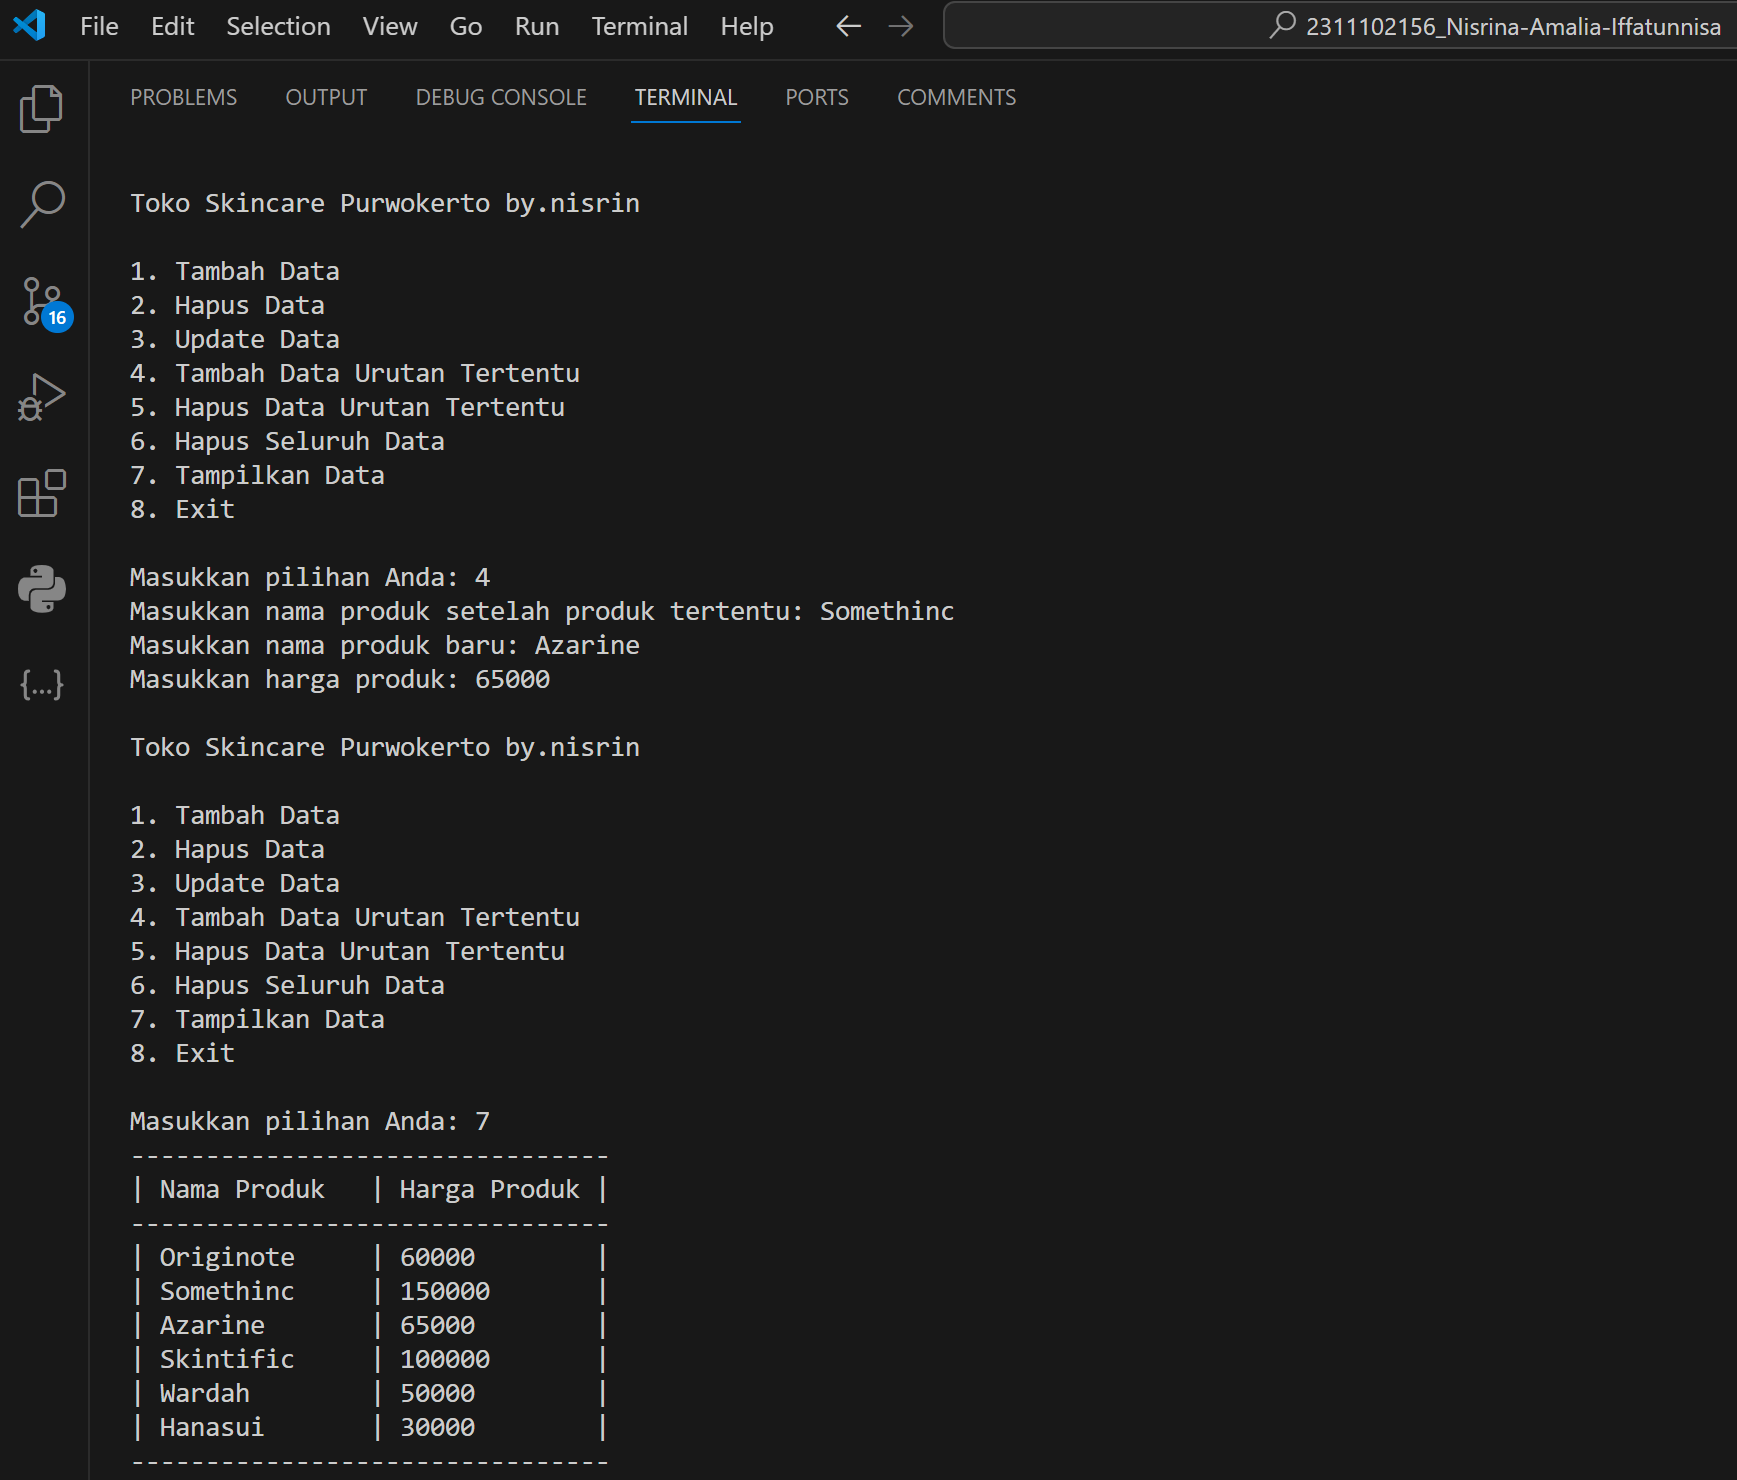 File Edit Selection View Go Run Terminal Help 2311102156_Nisrina-Amalia-Iffatunnisa
PROBLEMS OUTPUT DEBUG CONSOLE TERMINAL PORTS COMMENTS
16
{...}
Toko Skincare Purwokerto by.nisrin
1. Tambah Data
2. Hapus Data
3. Update Data
4. Tambah Data Urutan Tertentu
5. Hapus Data Urutan Tertentu
6. Hapus Seluruh Data
7. Tampilkan Data
8. Exit
Masukkan pilihan Anda: 4
Masukkan nama produk setelah produk tertentu: Somethinc
Masukkan nama produk baru: Azarine
Masukkan harga produk: 65000
Toko Skincare Purwokerto by.nisrin
1. Tambah Data
2. Hapus Data
3. Update Data
4. Tambah Data Urutan Tertentu
5. Hapus Data Urutan Tertentu
6. Hapus Seluruh Data
7. Tampilkan Data
8. Exit
Masukkan pilihan Anda: 7
--------------------------------
| Nama Produk   | Harga Produk |
--------------------------------
| Originote     | 60000        |
| Somethinc     | 150000       |
| Azarine       | 65000        |
| Skintific     | 100000       |
| Wardah        | 50000        |
| Hanasui       | 30000        |
--------------------------------